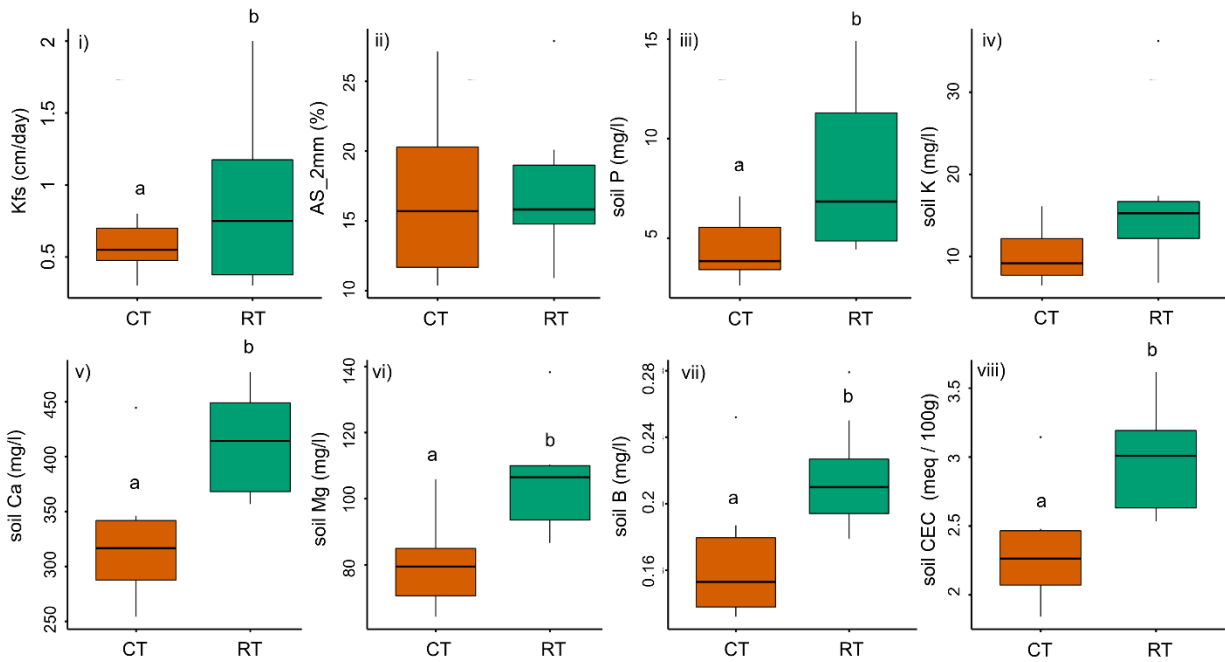 i)
Kfs (cm/day)
2
1.5
1
0.5
a
b
CT
RT
ii)
AS_2mm (%)
25
20
15
10
CT
RT
iii)
soil P (mg/l)
15
10
5
a
b
CT
RT
iv)
soil K (mg/l)
30
20
10
CT
RT
v)
soil Ca (mg/l)
450
400
350
300
250
a
b
CT
RT
vi)
soil Mg (mg/l)
140
120
100
80
a
b
CT
RT
vii)
soil B (mg/l)
0.28
0.24
0.2
0.16
a
b
CT
RT
viii)
soil CEC (meq / 100g)
3.5
3
2.5
2
a
b
CT
RT